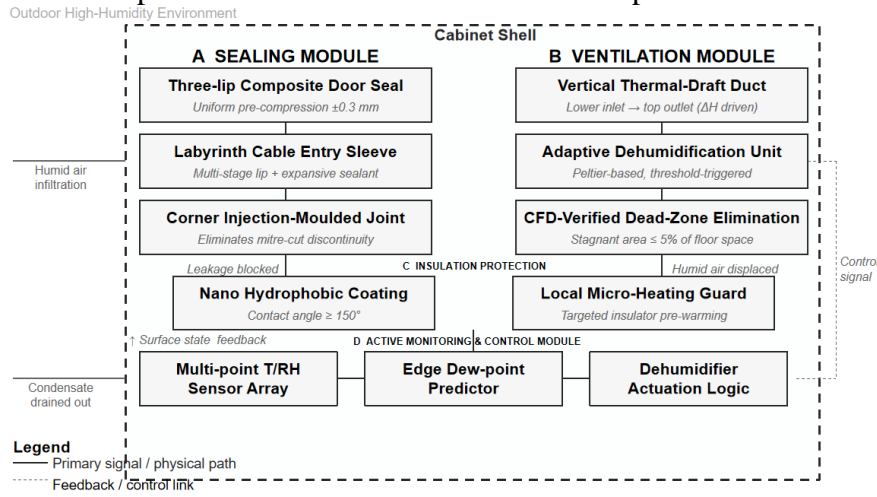 Outdoor High-Humidity Environment
Cabinet Shell
A SEALING MODULE
Three-lip Composite Door Seal
Uniform pre-compression ±0.3 mm
Labyrinth Cable Entry Sleeve
Multi-stage lip + expansive sealant
Corner Injection-Moulded Joint
Eliminates mitre-cut discontinuity
B VENTILATION MODULE
Vertical Thermal-Draft Duct
Lower inlet → top outlet (ΔH driven)
Adaptive Dehumidification Unit
Peltier-based, threshold-triggered
CFD-Verified Dead-Zone Elimination
Stagnant area ≤ 5% of floor space
Humid air
infiltration
Control
signal
Leakage blocked
C INSULATION PROTECTION
Humid air displaced
Nano Hydrophobic Coating
Contact angle ≥ 150°
Local Micro-Heating Guard
Targeted insulator pre-warming
↑ Surface state feedback
D ACTIVE MONITORING & CONTROL MODULE
Multi-point T/RH
Sensor Array
Edge Dew-point
Predictor
Dehumidifier
Actuation Logic
Condensate
drained out
Legend
Primary signal / physical path
Feedback / control link